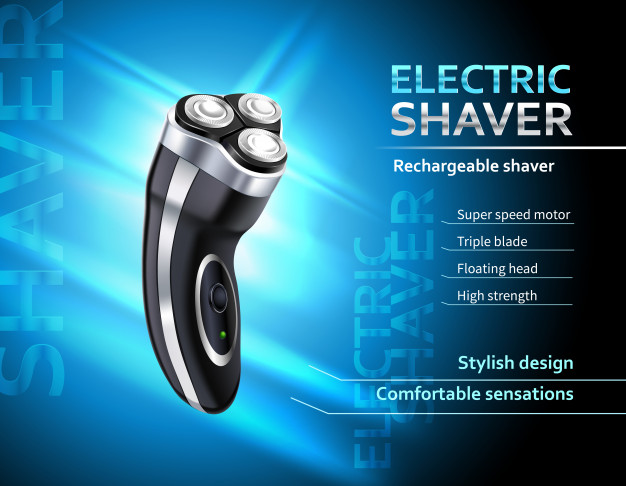 SHAVER
ELECTRIC
SHAVER
Rechargeable shaver
ELECTRIC
SHAVER
Super speed motor
Triple blade
Floating head
High strength
Stylish design
Comfortable sensations